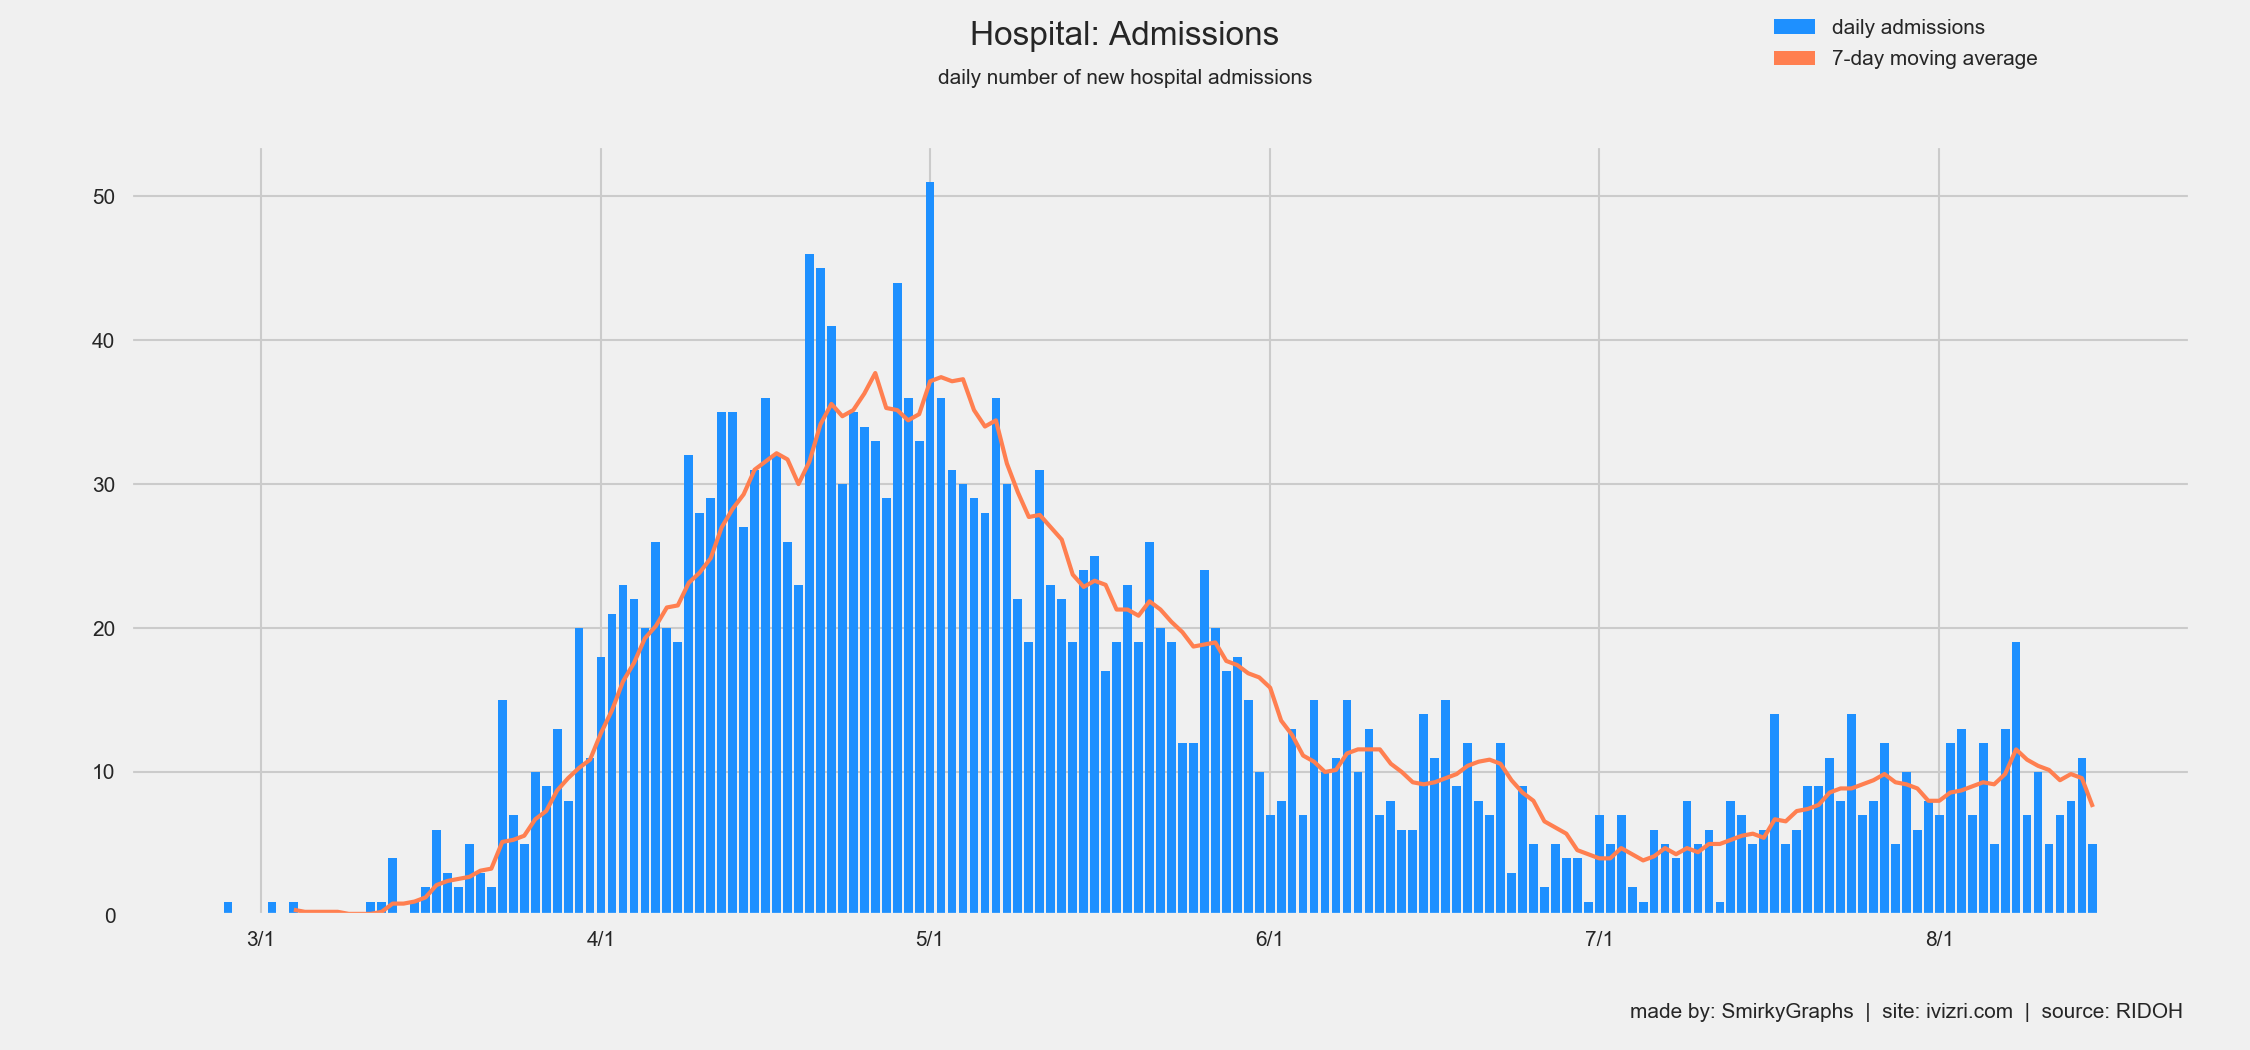 Hospital: Admissions
daily number of new hospital admissions
daily admissions
7-day moving average
50
40
30
20
10
0
3/1
4/1
5/1
6/1
7/1
8/1
made by: SmirkyGraphs | site: ivizri.com | source: RIDOH